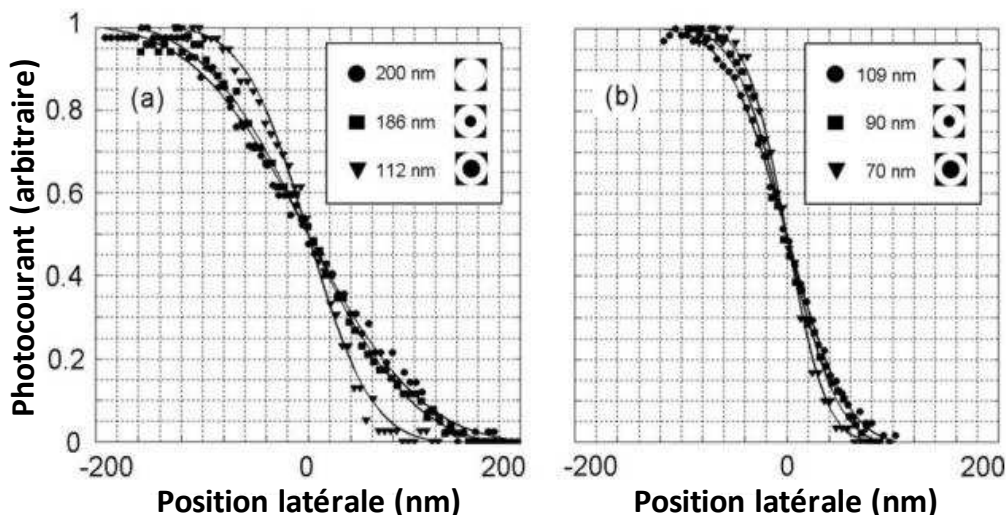 Photocourant (arbitraire)
1
0.8
0.6
0.4
0.2
0
(a)
200 nm
186 nm
112 nm
-200
0
200
Position latérale (nm)
(b)
109 nm
90 nm
70 nm
-200
0
200
Position latérale (nm)